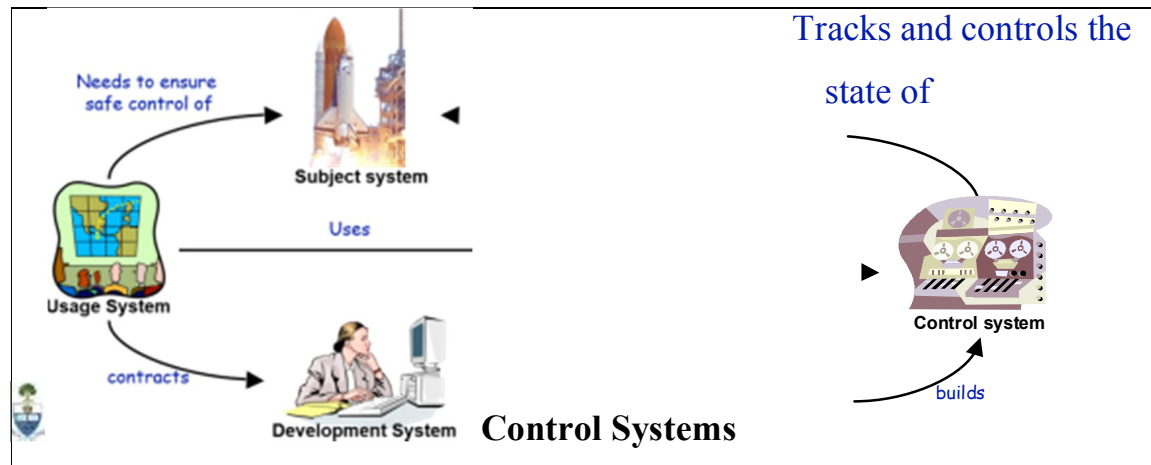 Tracks and controls the
state of
Needs to ensure
safe control of
Subject system
Uses
Usage System
Control system
contracts
builds
Development System
Control Systems